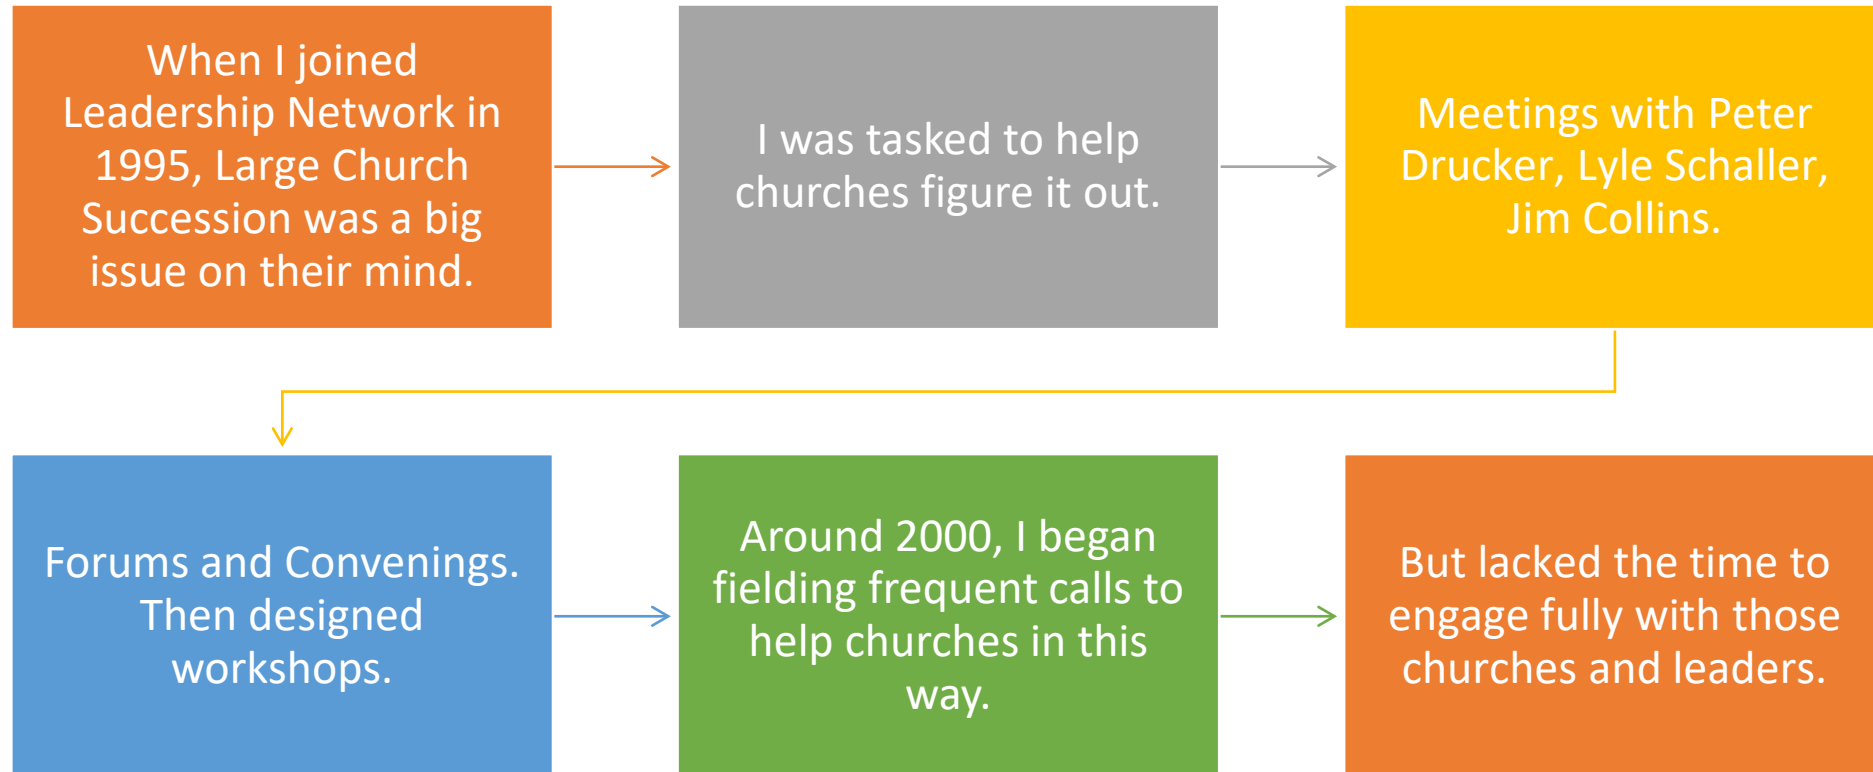 When I joined
Leadership Network in
1995, Large Church
Succession was a big
issue on their mind.
I was tasked to help
churches figure it out.
Meetings with Peter
Drucker, Lyle Schaller,
Jim Collins.
Forums and Convenings.
Then designed
workshops.
Around 2000, I began
fielding frequent calls to
help churches in this
way.
But lacked the time to
engage fully with those
churches and leaders.